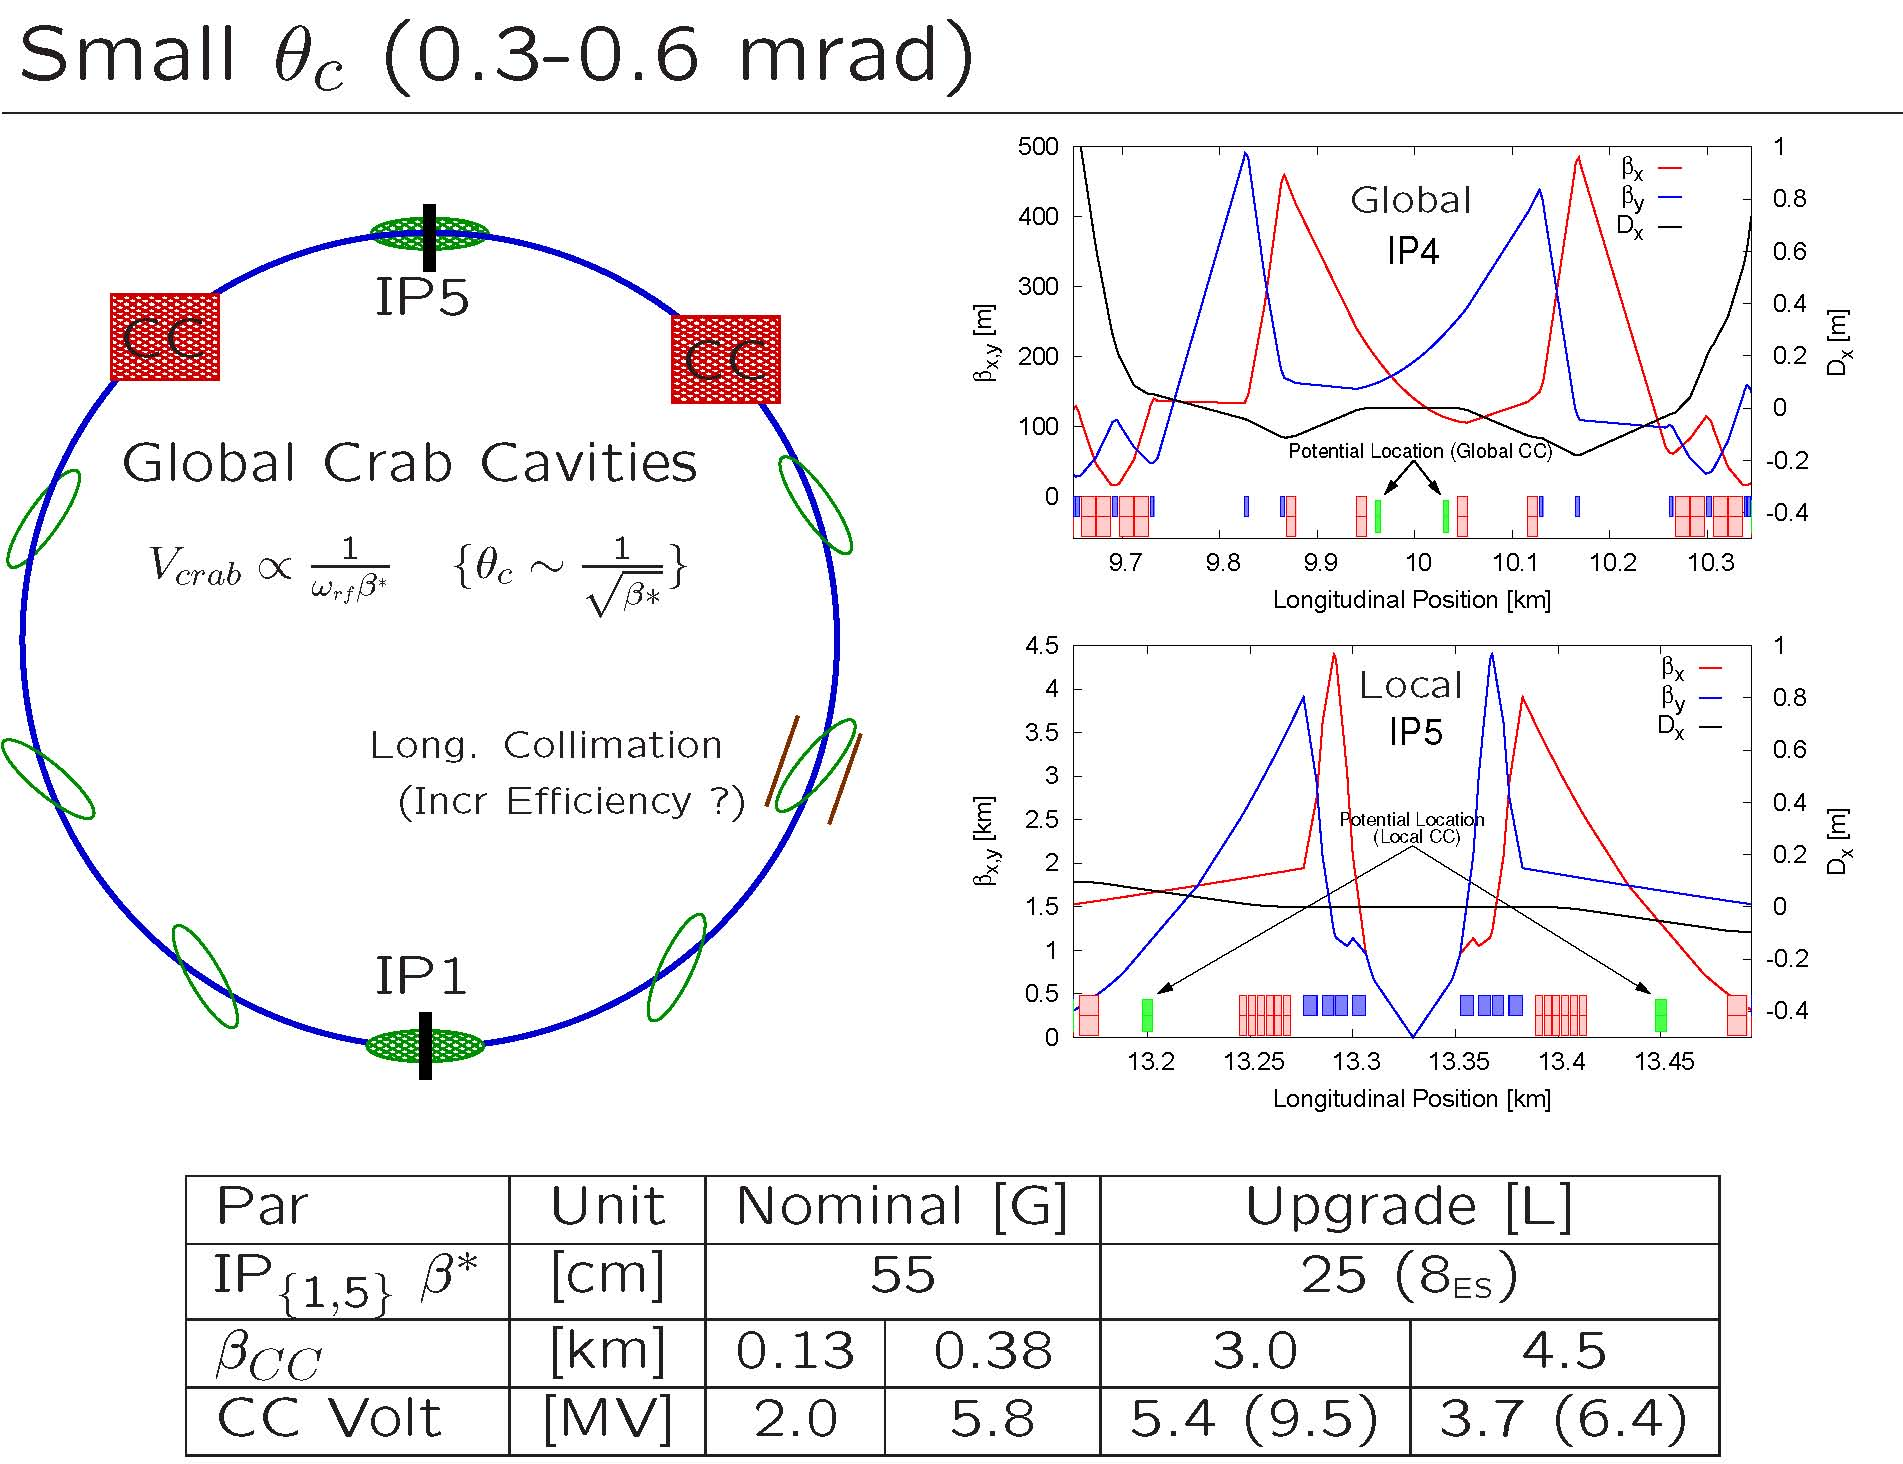 Small θc (0.3-0.6 mrad)
IP5
CC
CC
Global Crab Cavities
V_crab ∝ 1/(ω_rf β*) {θc ∼ 1/√β*}
Long. Collimation
(Incr Efficiency ?)
IP1
Global
IP4
βx
βy
Dx
500
400
300
200
100
0
βx,y [m]
1
0.8
0.6
0.4
0.2
0
-0.2
-0.4
Dx [m]
Potential Location (Global CC)
9.7 9.8 9.9 10 10.1 10.2 10.3
Longitudinal Position [km]
Local
IP5
βx
βy
Dx
4.5
4
3.5
3
2.5
2
1.5
1
0.5
0
βx,y [km]
1
0.8
0.6
0.4
0.2
0
-0.2
-0.4
Dx [m]
Potential Location
(Local CC)
13.2 13.25 13.3 13.35 13.4 13.45
Longitudinal Position [km]
Par Unit Nominal [G] Upgrade [L]
IP{1,5} β* [cm] 55 25 (8ES)
βCC [km] 0.13 0.38 3.0 4.5
CC Volt [MV] 2.0 5.8 5.4 (9.5) 3.7 (6.4)